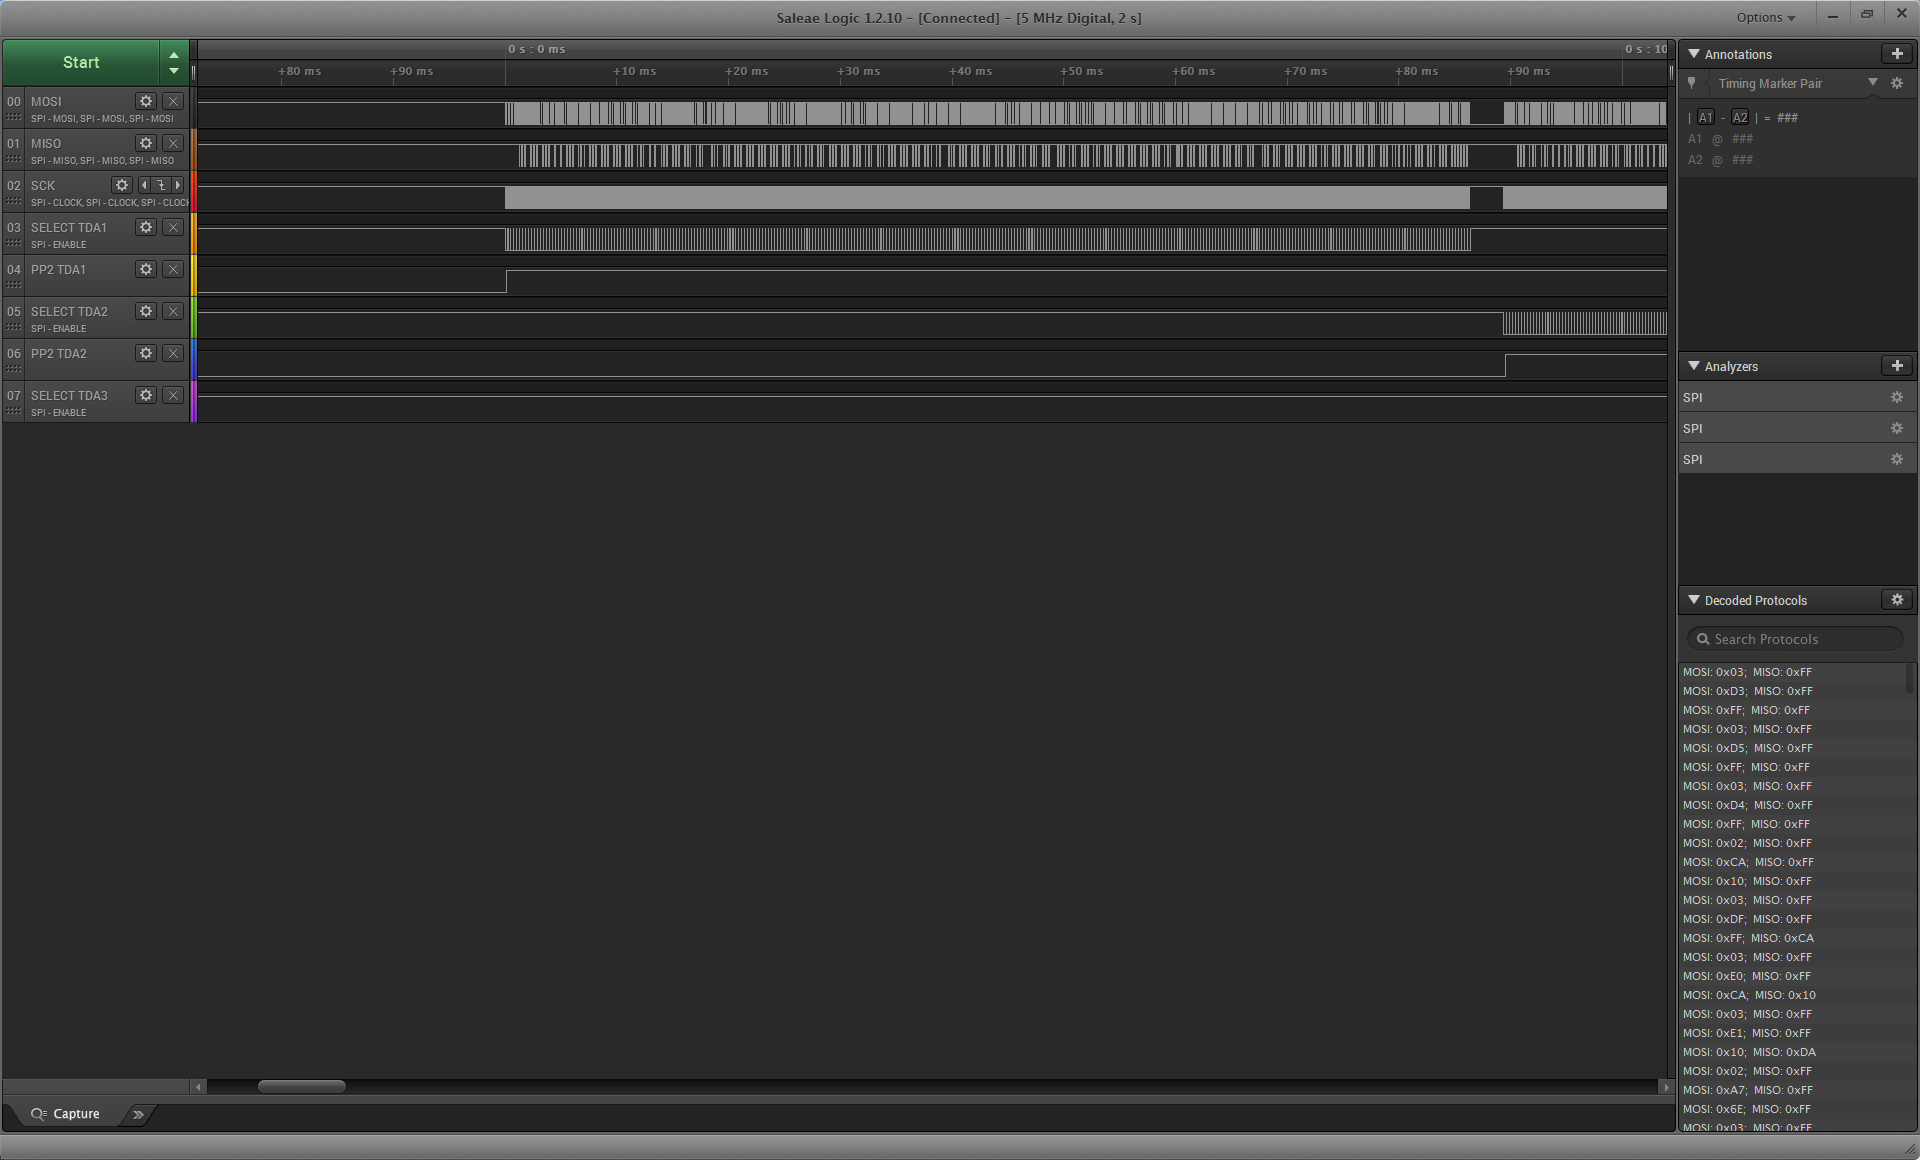 Saleae Logic 1.2.10 - [Connected] - [5 MHz Digital, 2 s]
Options
Start
0 s : 0 ms
0 s : 10
+80 ms
+90 ms
+10 ms
+20 ms
+30 ms
+40 ms
+50 ms
+60 ms
+70 ms
+80 ms
+90 ms
00 MOSI
SPI - MOSI, SPI - MOSI, SPI - MOSI
01 MISO
SPI - MISO, SPI - MISO, SPI - MISO
02 SCK
SPI - CLOCK, SPI - CLOCK, SPI - CLOCK
03 SELECT TDA1
SPI - ENABLE
04 PP2 TDA1
05 SELECT TDA2
SPI - ENABLE
06 PP2 TDA2
07 SELECT TDA3
SPI - ENABLE
Annotations
Timing Marker Pair
| A1 - A2 | = ###
A1 @ ###
A2 @ ###
Analyzers
SPI
SPI
SPI
Decoded Protocols
Search Protocols
MOSI: 0x03; MISO: 0xFF
MOSI: 0xD3; MISO: 0xFF
MOSI: 0xFF; MISO: 0xFF
MOSI: 0x03; MISO: 0xFF
MOSI: 0xD5; MISO: 0xFF
MOSI: 0xFF; MISO: 0xFF
MOSI: 0x03; MISO: 0xFF
MOSI: 0xD4; MISO: 0xFF
MOSI: 0xFF; MISO: 0xFF
MOSI: 0x02; MISO: 0xFF
MOSI: 0xCA; MISO: 0xFF
MOSI: 0x10; MISO: 0xFF
MOSI: 0x03; MISO: 0xFF
MOSI: 0xDF; MISO: 0xFF
MOSI: 0xFF; MISO: 0xCA
MOSI: 0x03; MISO: 0xFF
MOSI: 0xE0; MISO: 0xFF
MOSI: 0xCA; MISO: 0x10
MOSI: 0x03; MISO: 0xFF
MOSI: 0xE1; MISO: 0xFF
MOSI: 0x10; MISO: 0xDA
MOSI: 0x02; MISO: 0xFF
MOSI: 0xA7; MISO: 0xFF
MOSI: 0x6E; MISO: 0xFF
MOSI: 0x03; MISO: 0xFF
Capture